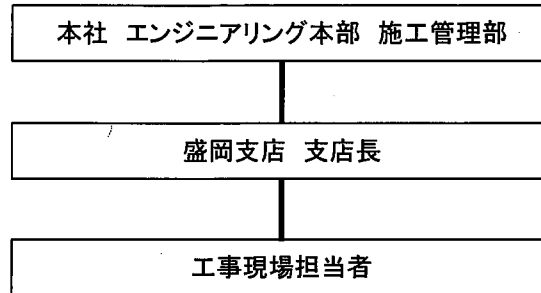 本社 エンジニアリング本部 施工管理部
盛岡支店 支店長
工事現場担当者